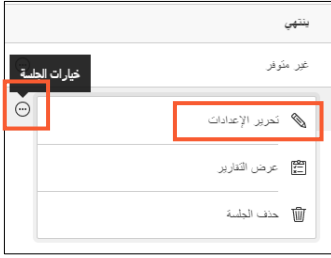 ينتهي
غير متوفر
خيارات الجلسة
تحرير الإعدادات
عرض التقارير
حذف الجلسة